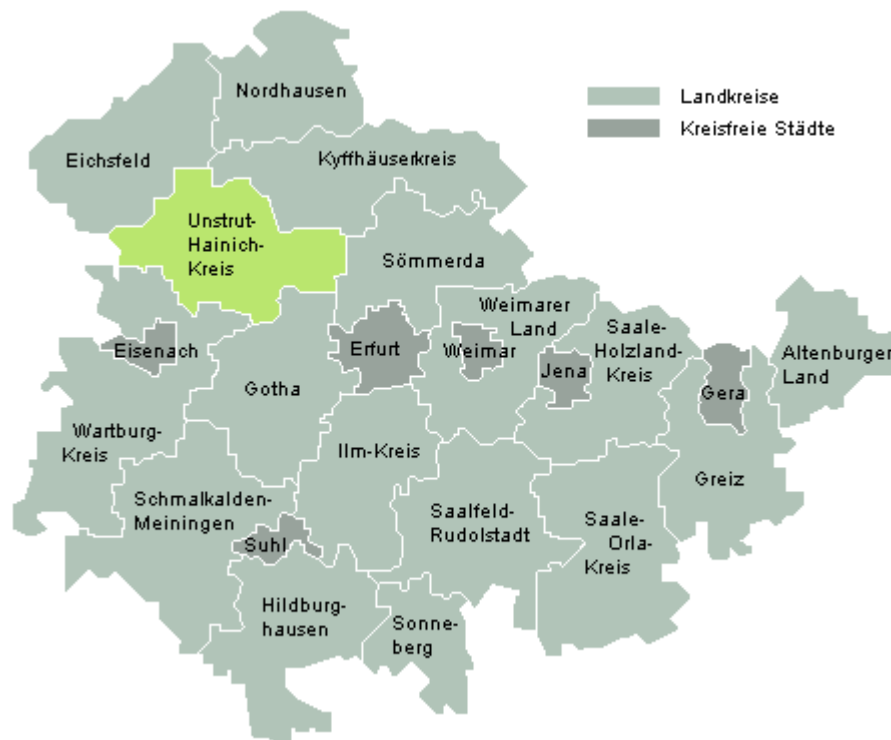 Nordhausen
Landkreise
Kreisfreie Städte
Eichsfeld
Kyffhäuserkreis
Unstrut-
Hainich-
Kreis
Sömmerda
Weimarer
Land
Saale-
Holzland-
Kreis
Eisenach
Erfurt
Weimar
Jena
Altenburger
Land
Gera
Gotha
Wartburg-
Kreis
Ilm-Kreis
Greiz
Schmalkalden-
Meiningen
Saalfeld-
Rudolstadt
Saale-
Orla-
Kreis
Suhl
Hildburg-
hausen
Sonne-
berg